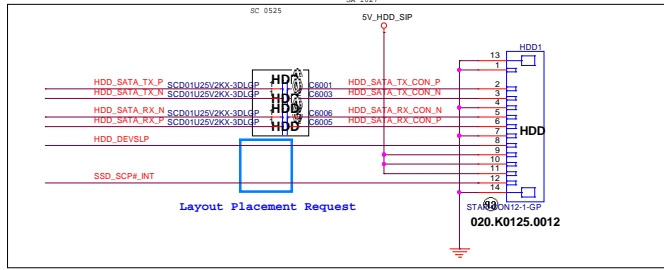 SC 0525
5V_HDD_SIP
HDD1
13
1
HDD_SATA_TX_P SCD01U25V2KX-3DLGP C6001 HDD_SATA_TX_CON_P 2
HDD_SATA_TX_N SCD01U25V2KX-3DLGP C6003 HDD_SATA_TX_CON_N 3
4
HDD_SATA_RX_N SCD01U25V2KX-3DLGP C6006 HDD_SATA_RX_CON_N 5
HDD_SATA_RX_P SCD01U25V2KX-3DLGP C6005 HDD_SATA_RX_CON_P 6
HDD
7
HDD_DEVSLP 8
9
10
11
SSD_SCP#_INT 12
14
Layout Placement Request
020.K0125.0012